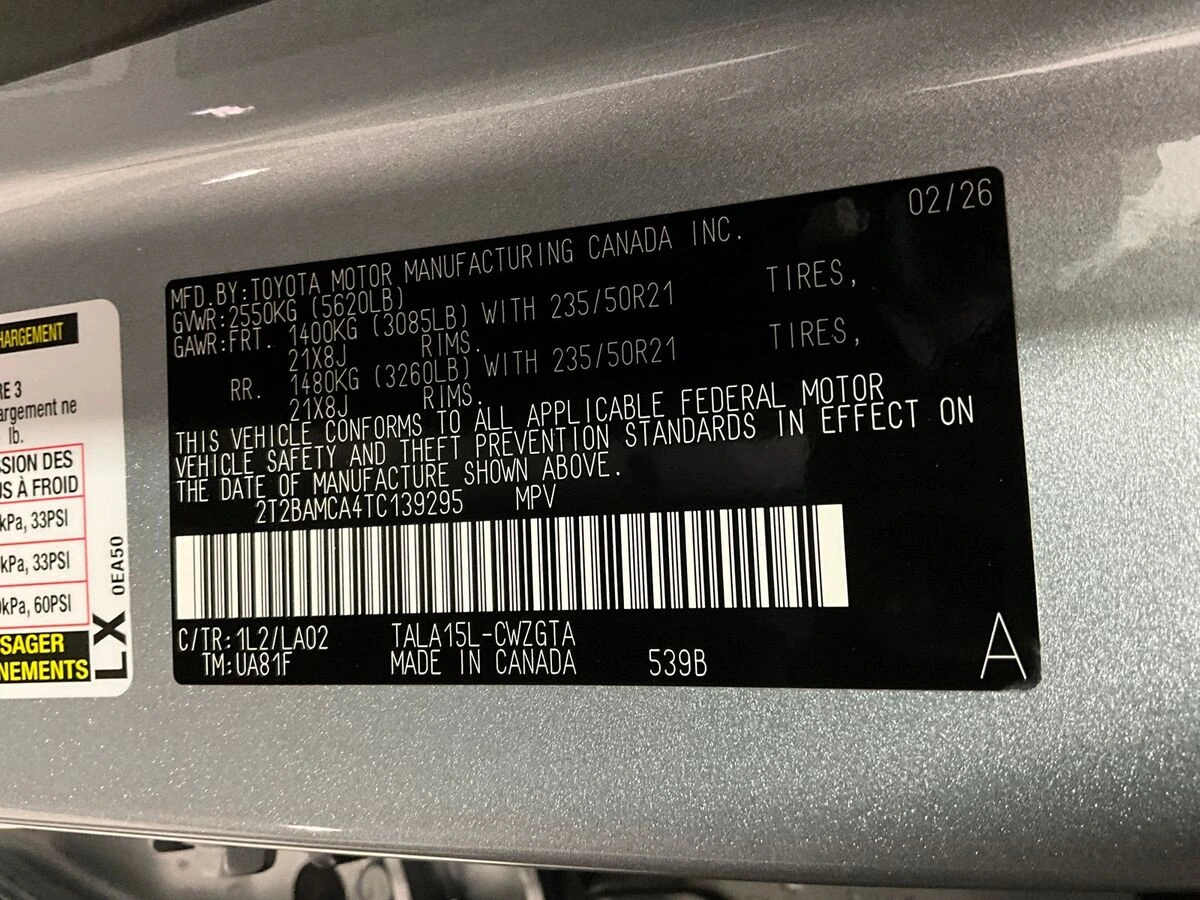 02/26
MFD.BY:TOYOTA MOTOR MANUFACTURING CANADA INC.
GVWR:2550KG (5620LB)
GAWR:FRT. 1400KG (3085LB) WITH 235/50R21 TIRES,
21X8J RIMS.
RR. 1480KG (3260LB) WITH 235/50R21 TIRES,
21X8J RIMS.
THIS VEHICLE CONFORMS TO ALL APPLICABLE FEDERAL MOTOR
VEHICLE SAFETY AND THEFT PREVENTION STANDARDS IN EFFECT ON
THE DATE OF MANUFACTURE SHOWN ABOVE.
2T2BAMCA4TC139295 MPV
C/TR:1L2/LA02 TALA15L-CWZGTA
TM:UA81F MADE IN CANADA 539B
A
HARGEMENT
RE 3
argement ne
lb.
SSION DES
US À FROID
kPa, 33PSI
kPa, 33PSI
0kPa, 60PSI
SAGER
NEMENTS
LX 0EA50